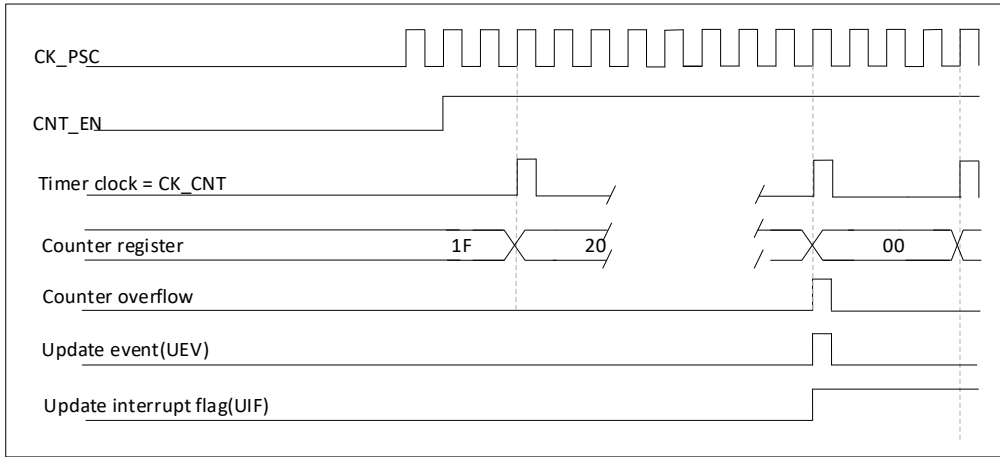 CK_PSC
CNT_EN
Timer clock = CK_CNT
Counter register 1F 20 00
Counter overflow
Update event(UEV)
Update interrupt flag(UIF)